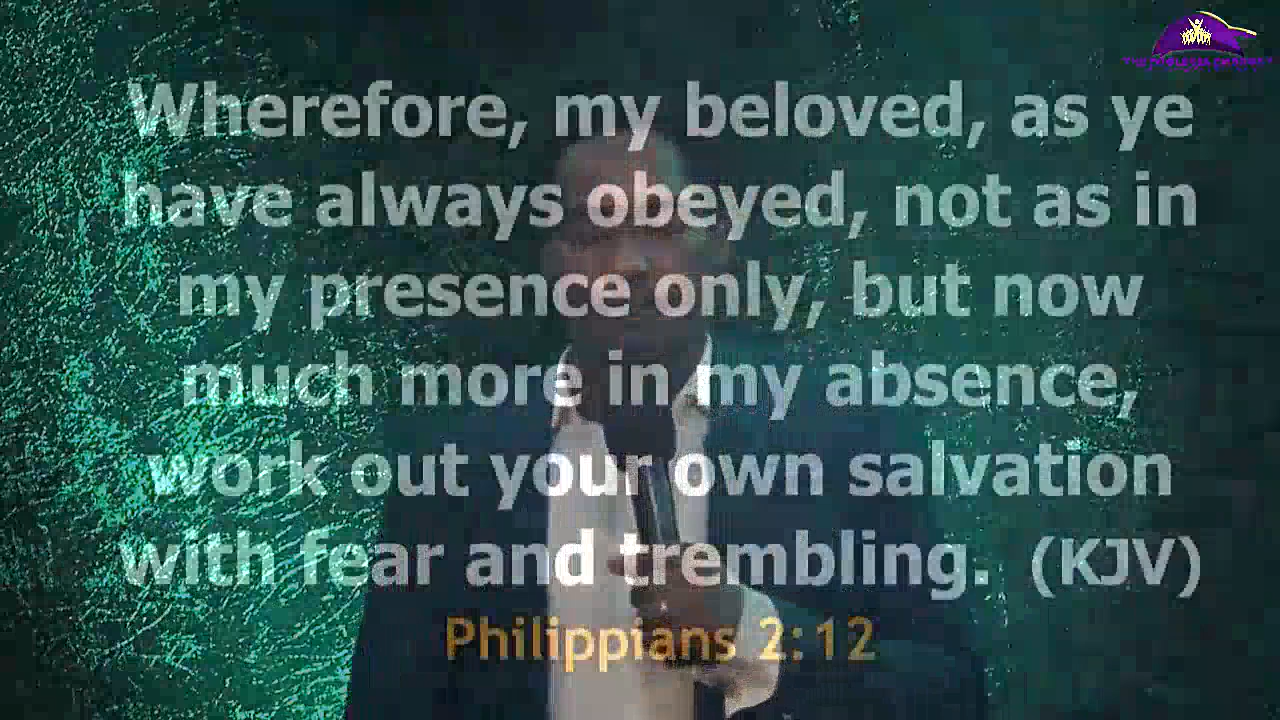 Wherefore, my beloved, as ye
have always obeyed, not as in
my presence only, but now
much more in my absence,
work out your own salvation
with fear and trembling. (KJV)
Philippians 2:12